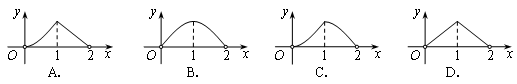 y y y y
O 1 2 x O 1 2 x O 1 2 x O 1 2 x
A. B. C. D.